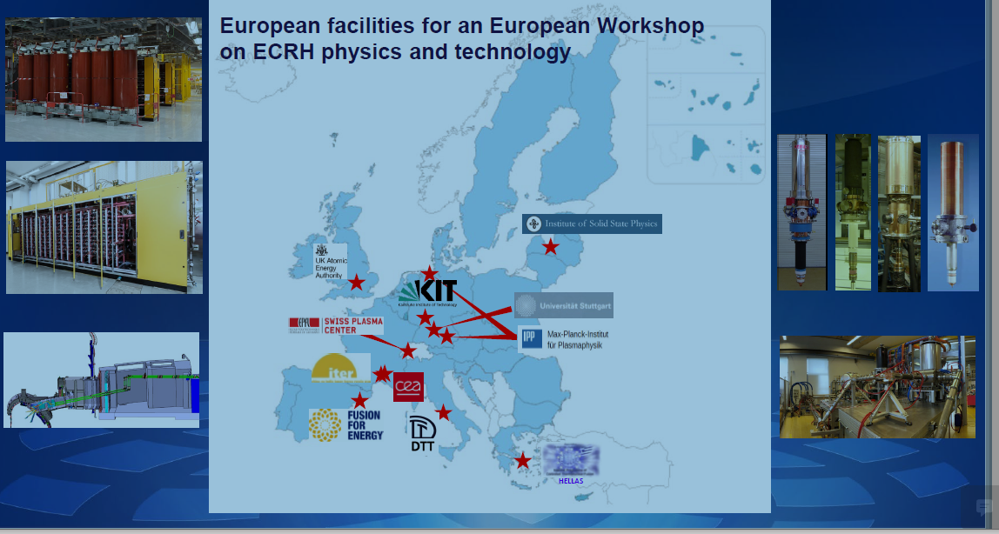 European facilities for an European Workshop
on ECRH physics and technology
Institute of Solid State Physics
UK Atomic
Energy
Authority
KIT
Karlsruhe Institute of Technology
Universität Stuttgart
EPFL
SWISS PLASMA
CENTER
IPP
Max-Planck-Institut
für Plasmaphysik
iter
cea
FUSION
FOR
ENERGY
DTT
HELLAS